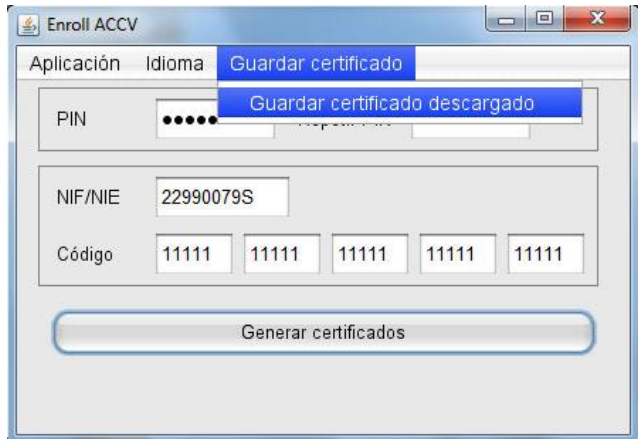 Enroll ACCV
Aplicación Idioma Guardar certificado
Guardar certificado descargado
PIN •••••
NIF/NIE 22990079S
Código 11111 11111 11111 11111 11111
Generar certificados